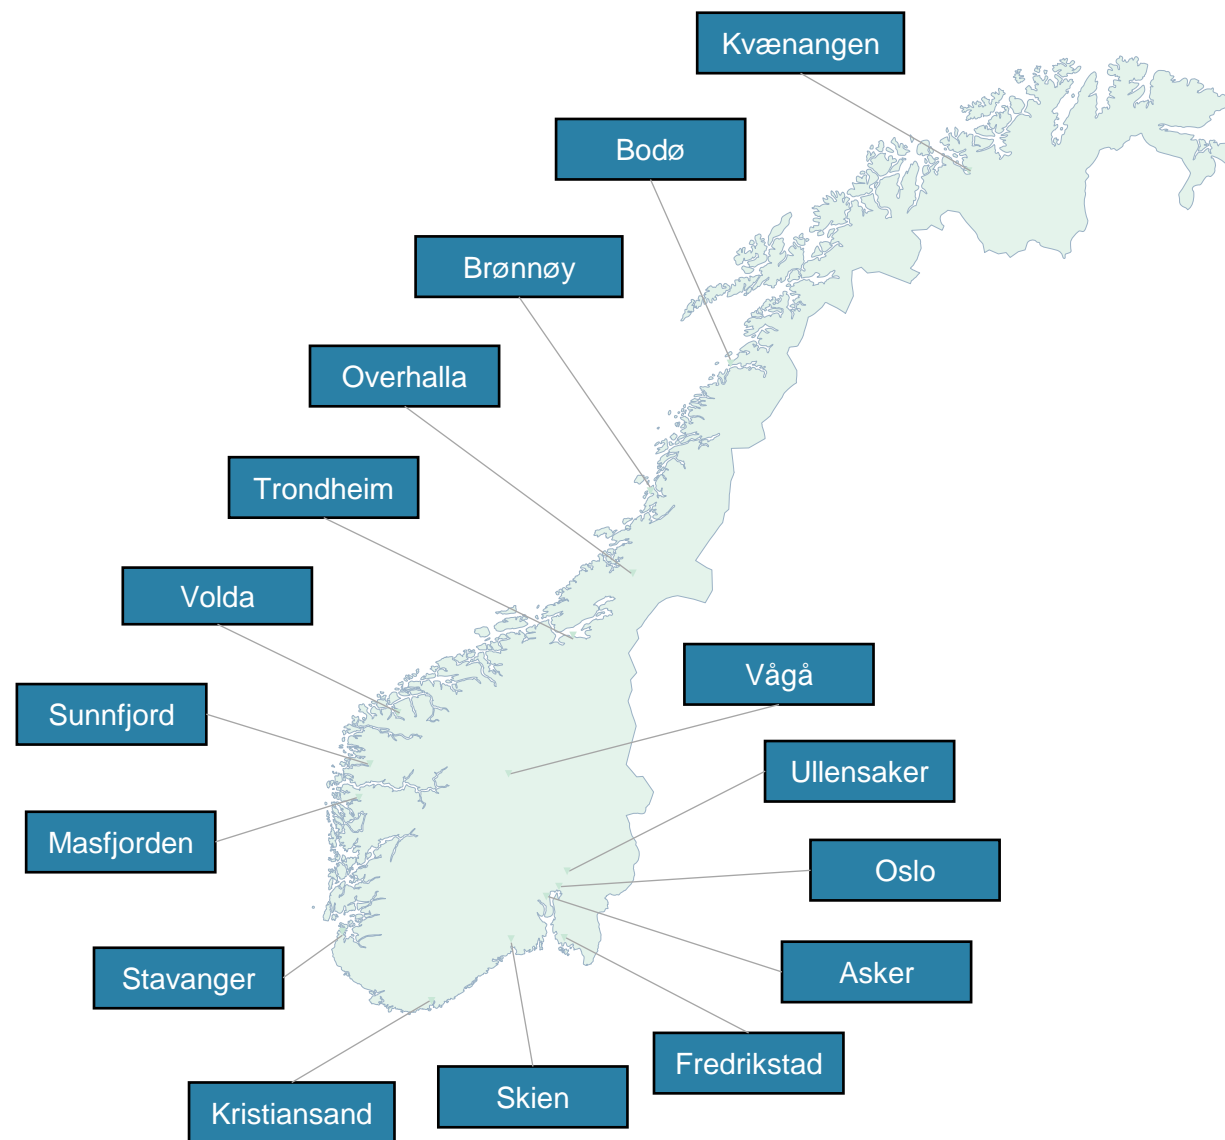 Kvænangen
Bodø
Brønnøy
Overhalla
Trondheim
Volda
Vågå
Sunnfjord
Ullensaker
Masfjorden
Oslo
Stavanger
Asker
Fredrikstad
Skien
Kristiansand